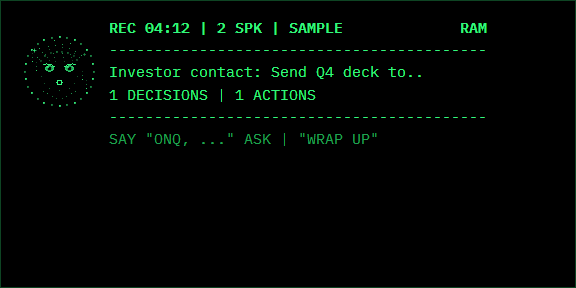 REC 04:12 | 2 SPK | SAMPLE RAM
------------------------------------------
Investor contact: Send Q4 deck to..
1 DECISIONS | 1 ACTIONS
------------------------------------------
SAY "ONQ, ..." ASK | "WRAP UP"